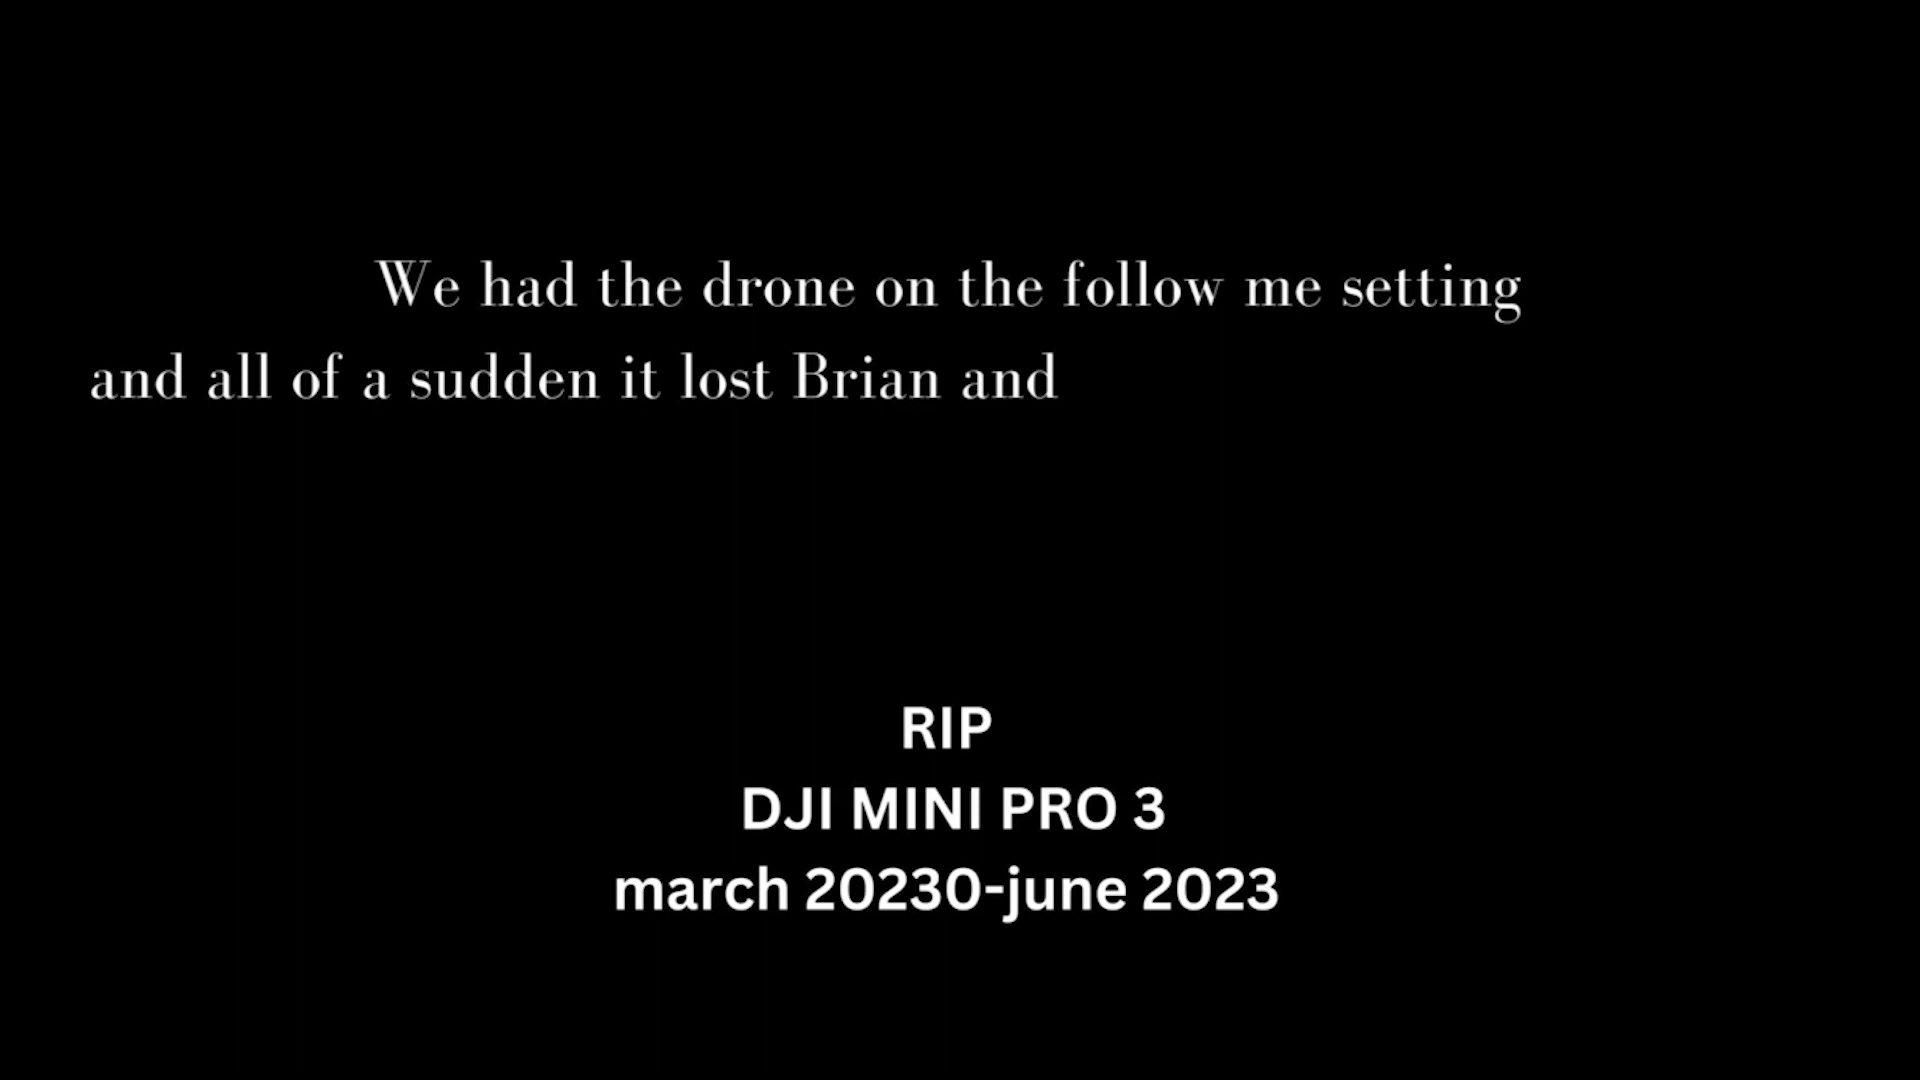 We had the drone on the follow me setting
and all of a sudden it lost Brian and
RIP
DJI MINI PRO 3
march 20230-june 2023